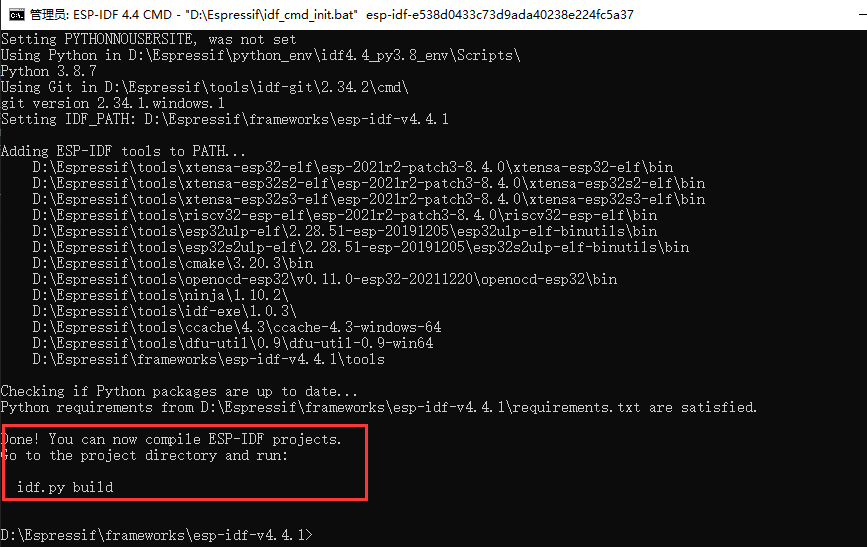 管理员: ESP-IDF 4.4 CMD - "D:\Espressif\idf_cmd_init.bat" esp-idf-e538d0433c73d9ada40238e224fc5a37
Setting PYTHONNOUSERSITE, was not set
Using Python in D:\Espressif\python_env\idf4.4_py3.8_env\Scripts\
Python 3.8.7
Using Git in D:\Espressif\tools\idf-git\2.34.2\cmd\
git version 2.34.1.windows.1
Setting IDF_PATH: D:\Espressif\frameworks\esp-idf-v4.4.1
Adding ESP-IDF tools to PATH...
D:\Espressif\tools\xtensa-esp32-elf\esp-2021r2-patch3-8.4.0\xtensa-esp32-elf\bin
D:\Espressif\tools\xtensa-esp32s2-elf\esp-2021r2-patch3-8.4.0\xtensa-esp32s2-elf\bin
D:\Espressif\tools\xtensa-esp32s3-elf\esp-2021r2-patch3-8.4.0\xtensa-esp32s3-elf\bin
D:\Espressif\tools\riscv32-esp-elf\esp-2021r2-patch3-8.4.0\riscv32-esp-elf\bin
D:\Espressif\tools\esp32ulp-elf\2.28.51-esp-20191205\esp32ulp-elf-binutils\bin
D:\Espressif\tools\esp32s2ulp-elf\2.28.51-esp-20191205\esp32s2ulp-elf-binutils\bin
D:\Espressif\tools\cmake\3.20.3\bin
D:\Espressif\tools\openocd-esp32\v0.11.0-esp32-20211220\openocd-esp32\bin
D:\Espressif\tools\ninja\1.10.2\
D:\Espressif\tools\idf-exe\1.0.3\
D:\Espressif\tools\ccache\4.3\ccache-4.3-windows-64
D:\Espressif\tools\dfu-util\0.9\dfu-util-0.9-win64
D:\Espressif\frameworks\esp-idf-v4.4.1\tools
Checking if Python packages are up to date...
Python requirements from D:\Espressif\frameworks\esp-idf-v4.4.1\requirements.txt are satisfied.
Done! You can now compile ESP-IDF projects.
Go to the project directory and run:
idf.py build
D:\Espressif\frameworks\esp-idf-v4.4.1>